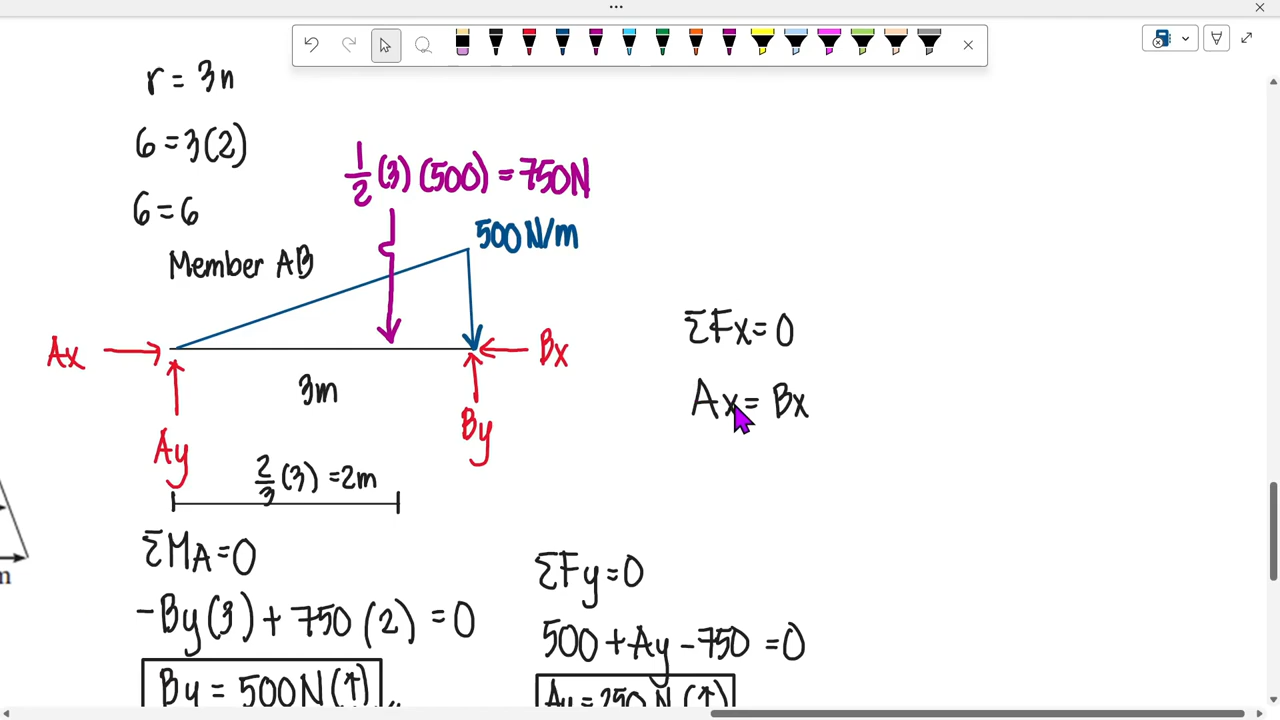 r = 3n
6 = 3(2)
6 = 6
1/2 (3) (500) = 750N
500 N/m
Member AB
Ax
Bx
3m
Ay
By
2/3 (3) = 2m
ΣFx = 0
Ax = Bx
ΣMA = 0
-By(3) + 750(2) = 0
By = 500N(↑)
ΣFy = 0
500 + Ay - 750 = 0
Ay = 250 N (↑)
m